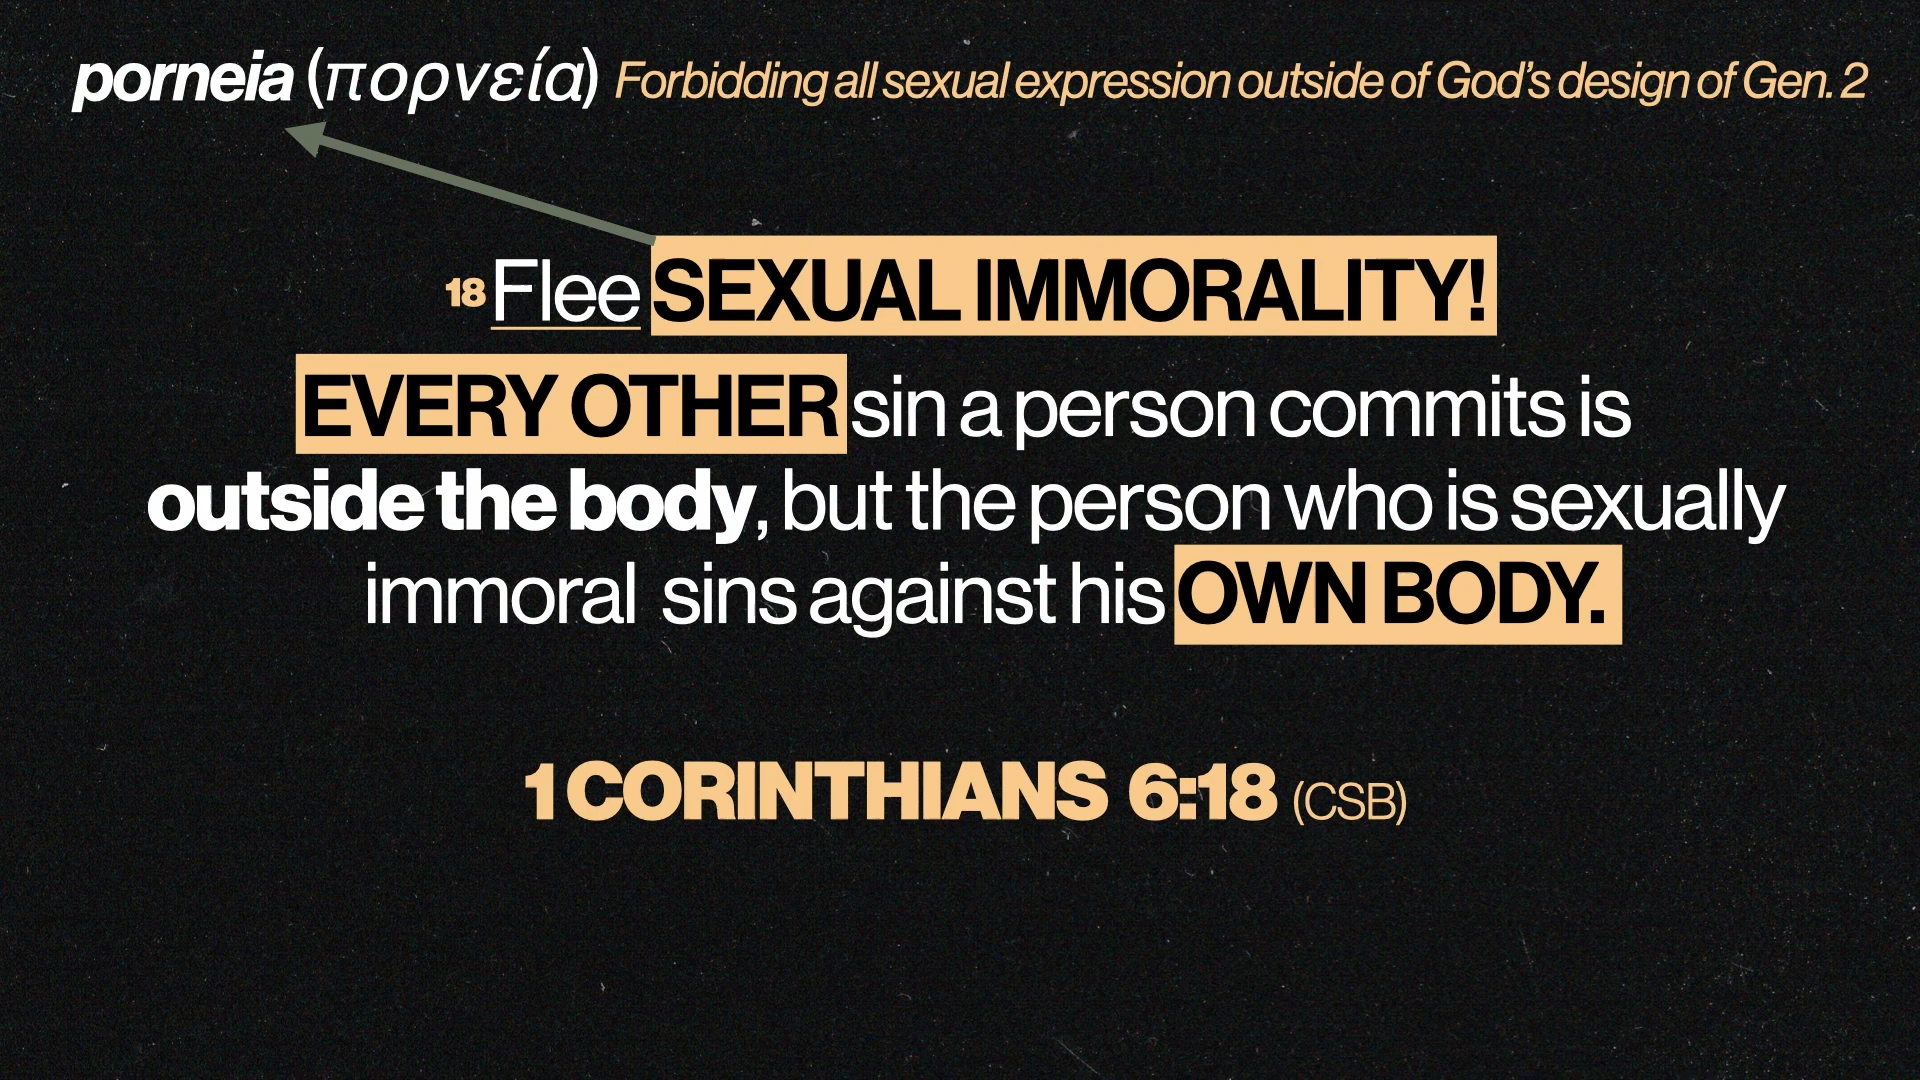 porneia (πορνεία) Forbidding all sexual expression outside of God’s design of Gen. 2
18 Flee SEXUAL IMMORALITY!
EVERY OTHER sin a person commits is
outside the body, but the person who is sexually
immoral sins against his OWN BODY.
1 CORINTHIANS 6:18 (CSB)